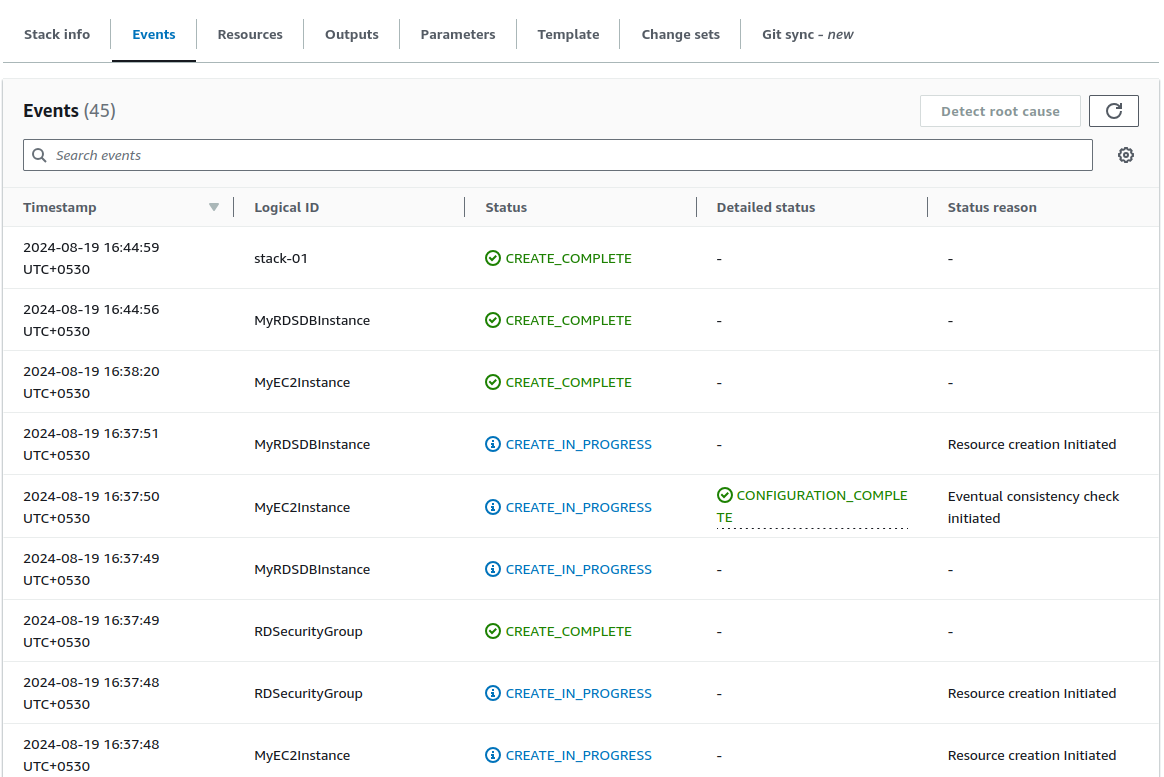 Stack info Events Resources Outputs Parameters Template Change sets Git sync - new
Events (45) Detect root cause
Search events
Timestamp Logical ID Status Detailed status Status reason
2024-08-19 16:44:59
UTC+0530 stack-01 CREATE_COMPLETE - -
2024-08-19 16:44:56
UTC+0530 MyRDSDBInstance CREATE_COMPLETE - -
2024-08-19 16:38:20
UTC+0530 MyEC2Instance CREATE_COMPLETE - -
2024-08-19 16:37:51
UTC+0530 MyRDSDBInstance CREATE_IN_PROGRESS - Resource creation Initiated
2024-08-19 16:37:50
UTC+0530 MyEC2Instance CREATE_IN_PROGRESS CONFIGURATION_COMPLE
TE Eventual consistency check
initiated
2024-08-19 16:37:49
UTC+0530 MyRDSDBInstance CREATE_IN_PROGRESS - -
2024-08-19 16:37:49
UTC+0530 RDSecurityGroup CREATE_COMPLETE - -
2024-08-19 16:37:48
UTC+0530 RDSecurityGroup CREATE_IN_PROGRESS - Resource creation Initiated
2024-08-19 16:37:48
UTC+0530 MyEC2Instance CREATE_IN_PROGRESS - Resource creation Initiated